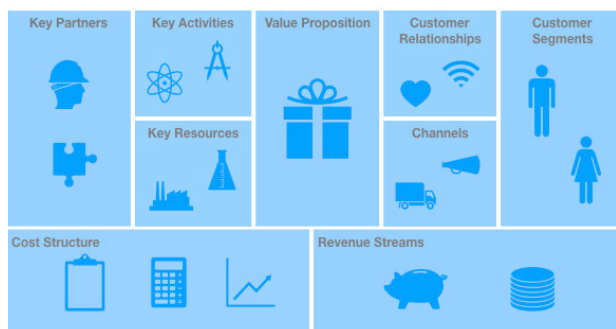 Key Partners
Key Activities
Value Proposition
Customer
Relationships
Customer
Segments
Key Resources
Channels
Cost Structure
Revenue Streams